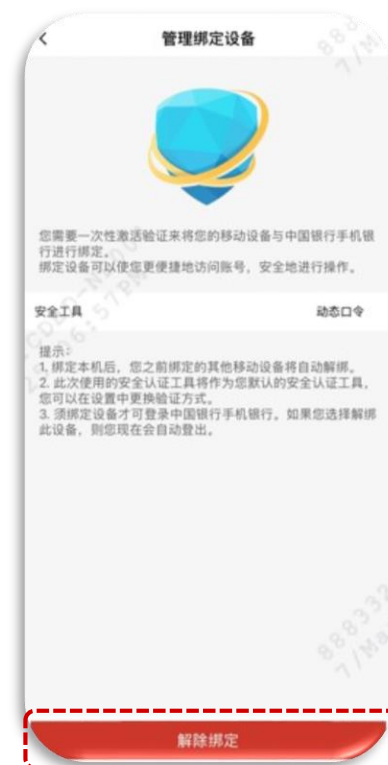 管理绑定设备
您需要一次性激活验证来将您的移动设备与中国银行手机银
行进行绑定。
绑定设备可以使您更便捷地访问账号，安全地进行操作。
安全工具 动态口令
提示：
1. 绑定本机后，您之前绑定的其他移动设备将自动解绑。
2. 此次使用的安全认证工具将作为您默认的安全认证工具，
您可以在设置中更换验证方式。
3. 须绑定设备才可登录中国银行手机银行。如果您选择解绑
此设备，则您现在会自动登出。
解除绑定